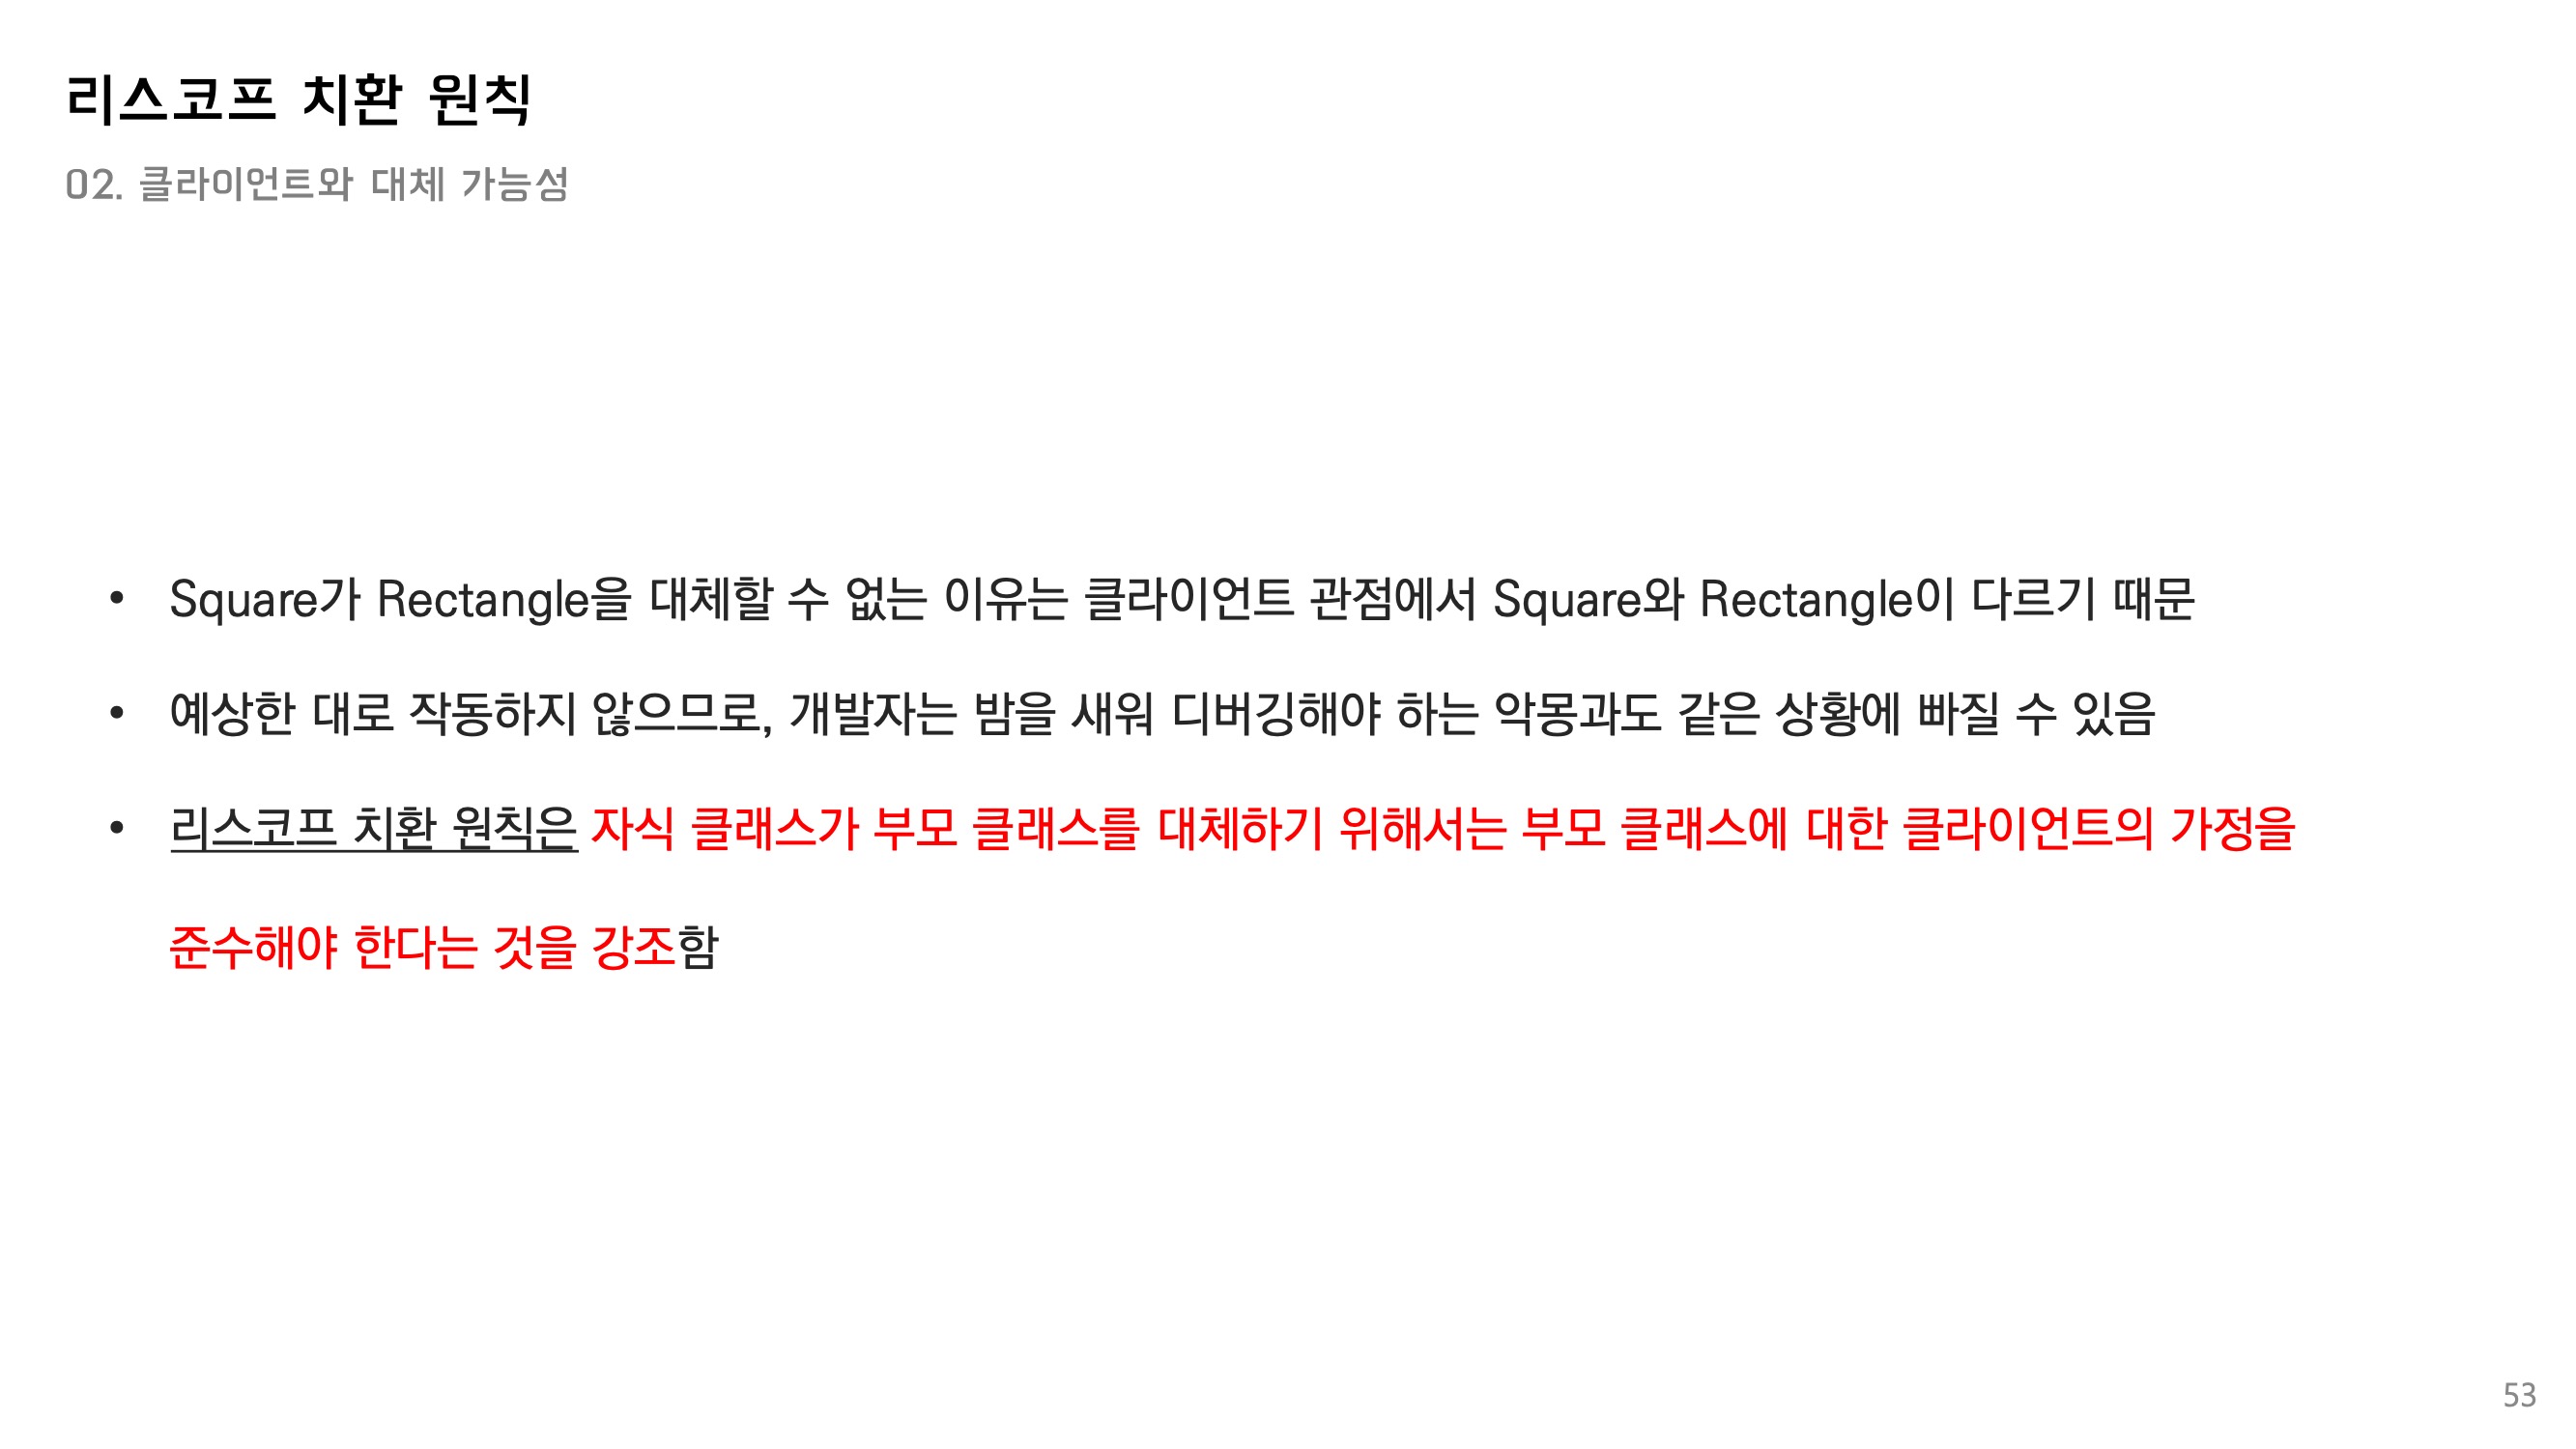 리스코프 치환 원칙
02. 클라이언트와 대체 가능성
• Square가 Rectangle을 대체할 수 없는 이유는 클라이언트 관점에서 Square와 Rectangle이 다르기 때문
• 예상한 대로 작동하지 않으므로, 개발자는 밤을 새워 디버깅해야 하는 악몽과도 같은 상황에 빠질 수 있음
• 리스코프 치환 원칙은 자식 클래스가 부모 클래스를 대체하기 위해서는 부모 클래스에 대한 클라이언트의 가정을
준수해야 한다는 것을 강조함
53